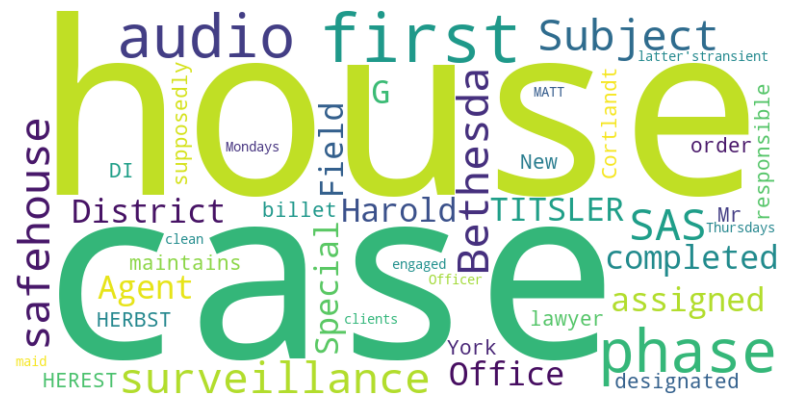 house
case
audio
first
Subject
latter'stransient
supposedly
Field
G
Bethesda
MATT
Cortlandt
order
responsible
Mondays
DI
New
safehouse
District
billet
Harold
TITSLER
SAS
Mr
Thursdays
clean
maintains
Agent
Special
engaged
Officer
completed
HERBST
clients
lawyer
assigned
phase
maid
HEREST
surveillance
York
Office
designated